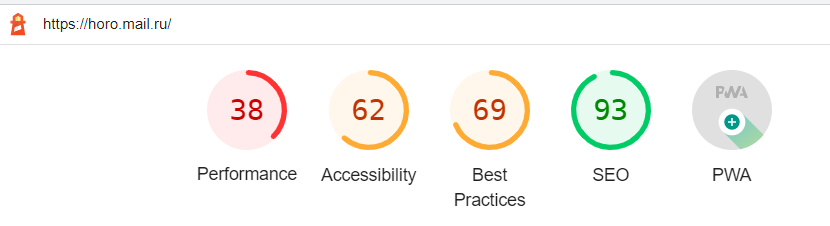 https://horo.mail.ru/
38
62
69
93
PWA
Performance
Accessibility
Best
Practices
SEO
PWA